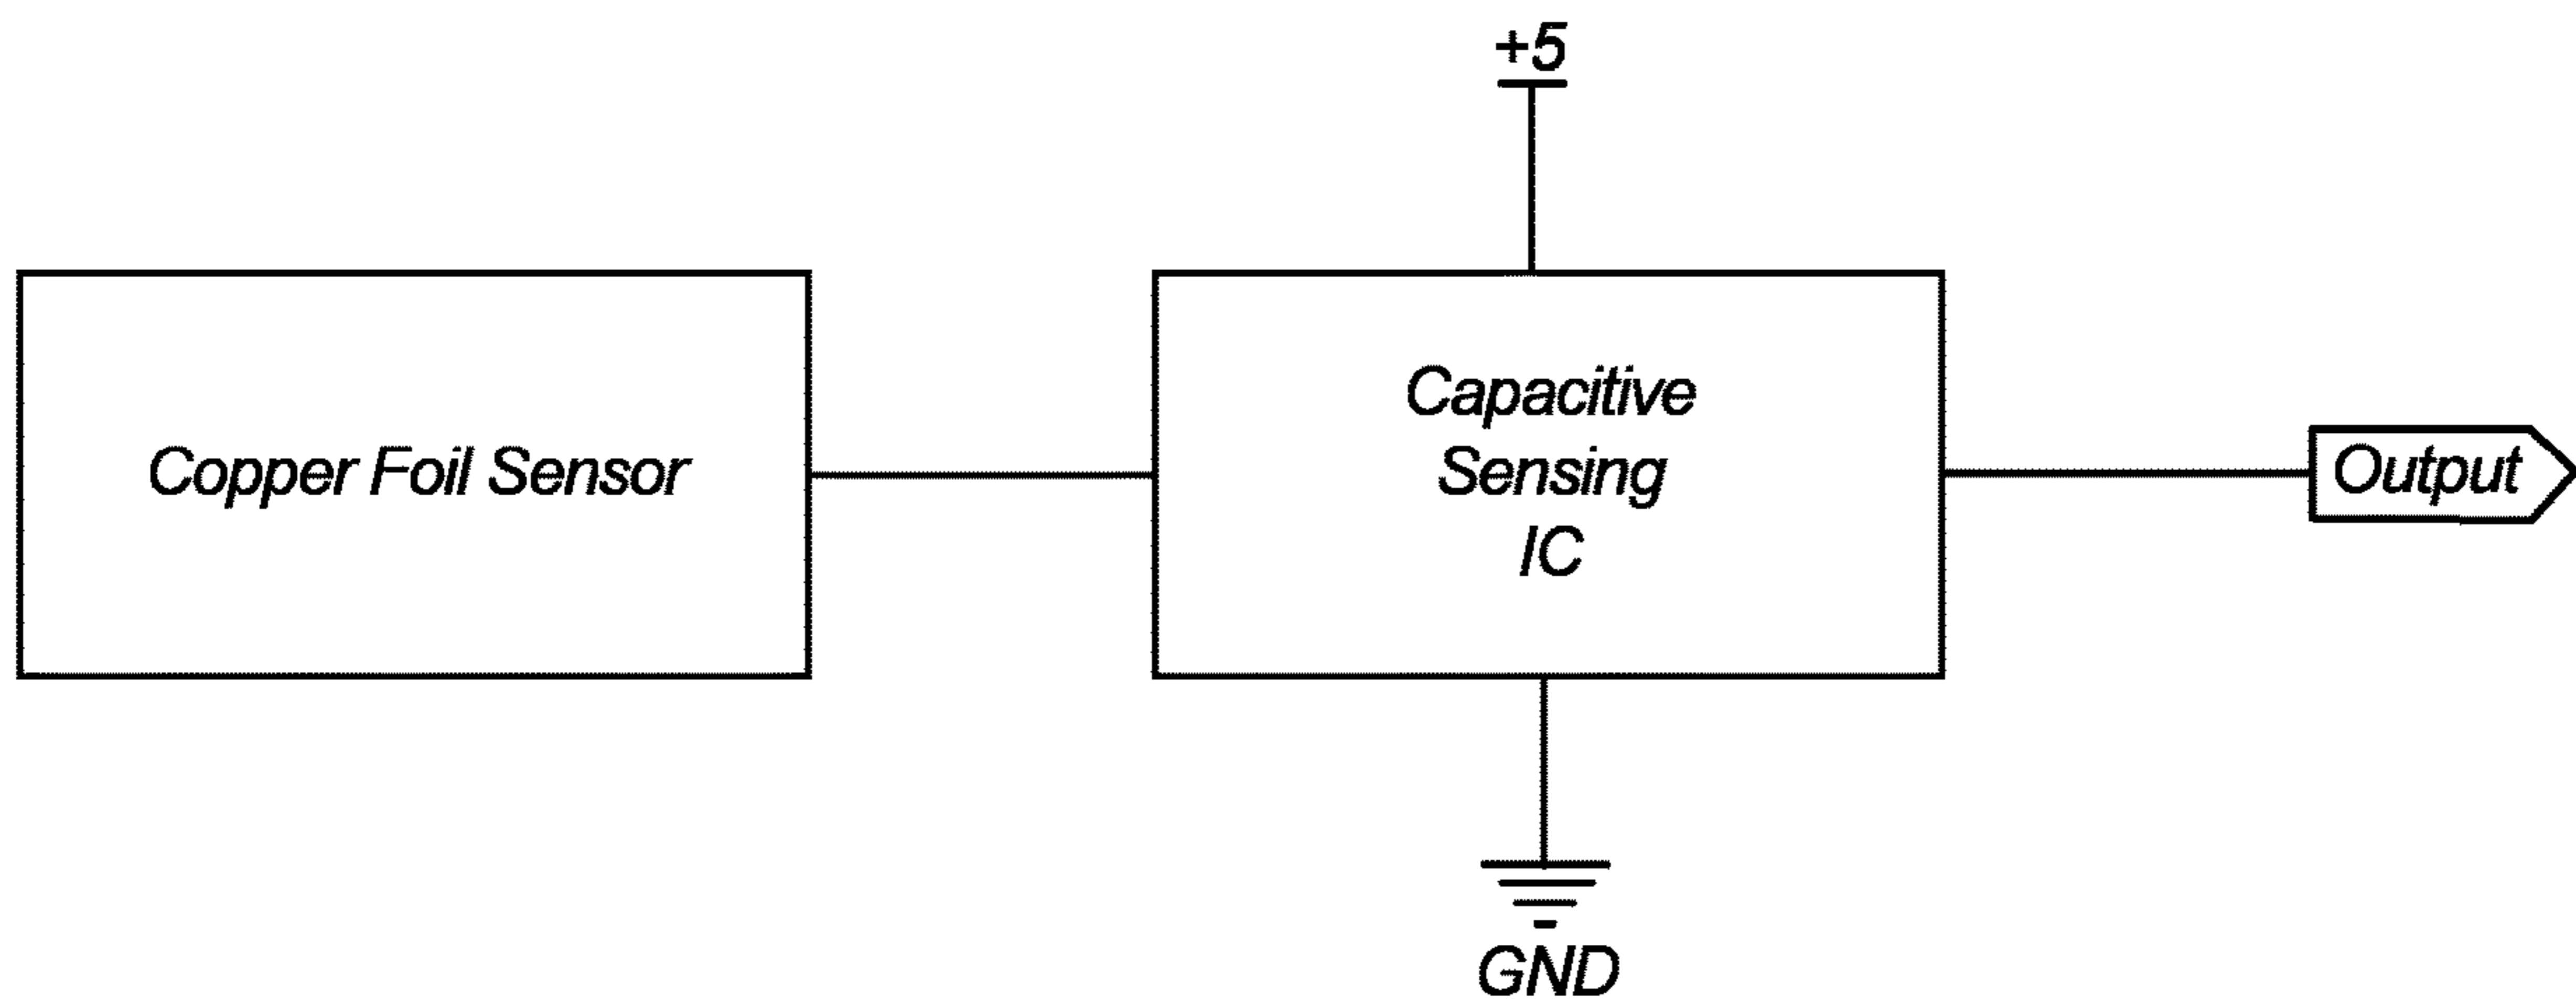 +5
Copper Foil Sensor
Capacitive
Sensing
IC
Output
GND